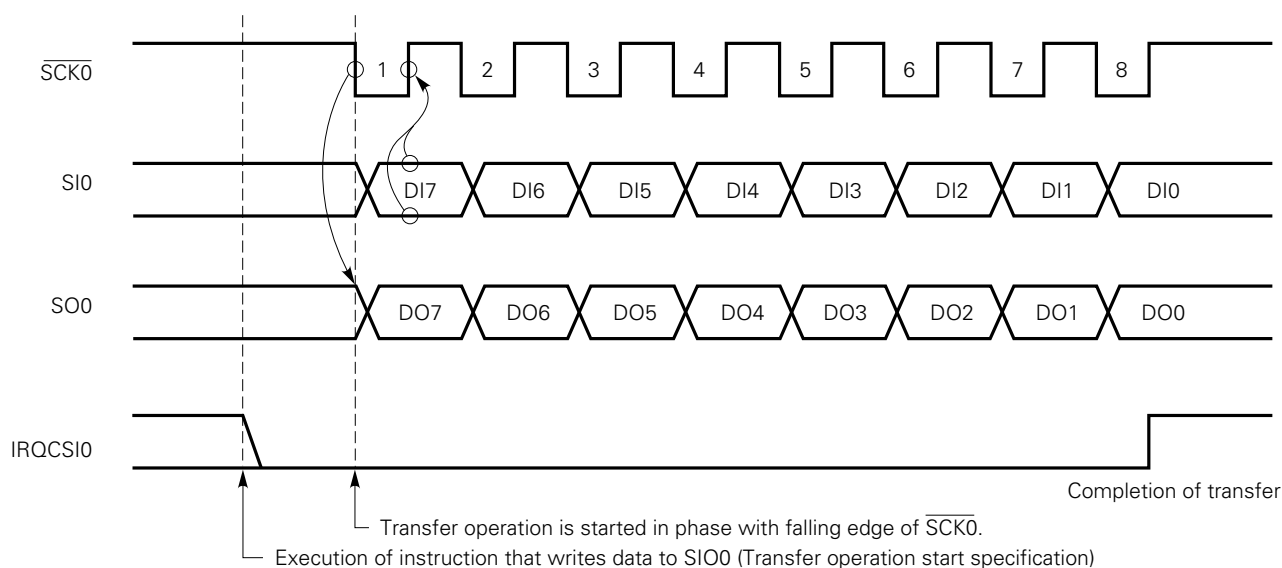 SCK0 1 2 3 4 5 6 7 8
SI0 DI7 DI6 DI5 DI4 DI3 DI2 DI1 DI0
SO0 DO7 DO6 DO5 DO4 DO3 DO2 DO1 DO0
IRQCSI0
Completion of transfer
Transfer operation is started in phase with falling edge of SCK0.
Execution of instruction that writes data to SIO0 (Transfer operation start specification)